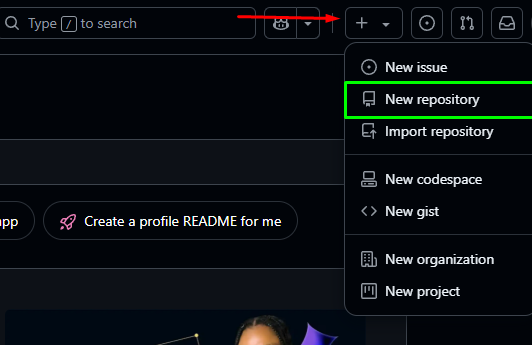 Type / to search
New issue
New repository
Import repository
New codespace
New gist
New organization
New project
app
Create a profile README for me